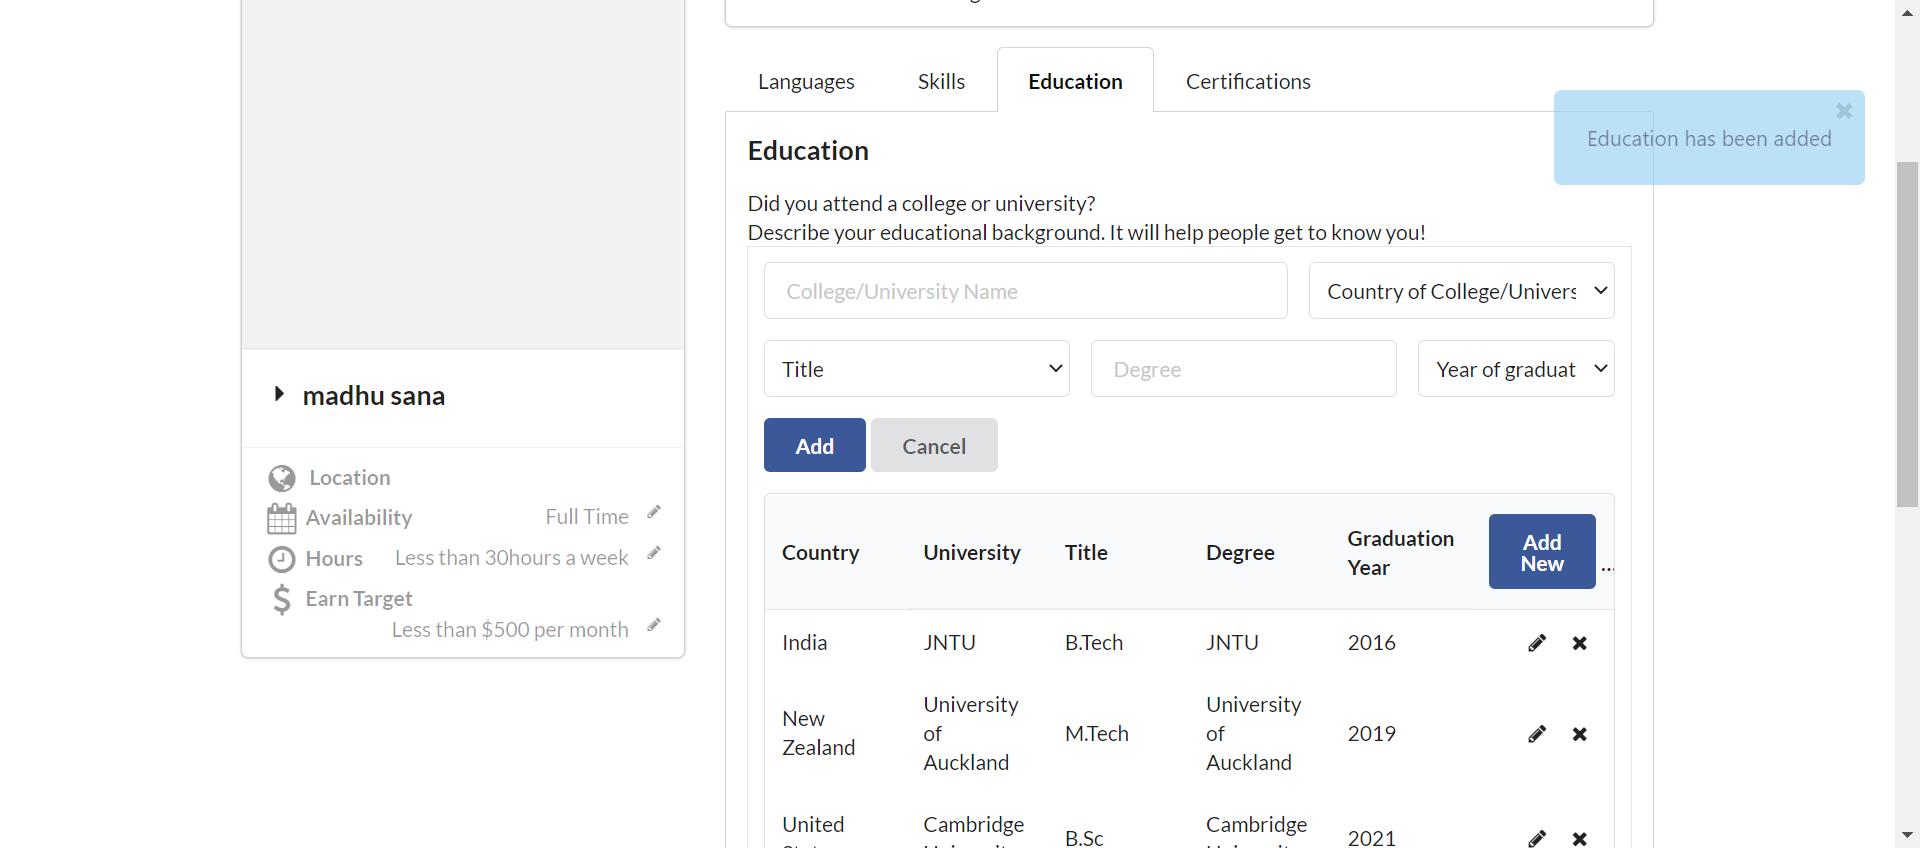 Languages
Skills
Education
Certifications
Education has been added
Education
Did you attend a college or university?
Describe your educational background. It will help people get to know you!
College/University Name
Country of College/Univers
Title
Degree
Year of graduat
Add
Cancel
madhu sana
Location
Availability
Full Time
Hours
Less than 30hours a week
Earn Target
Less than $500 per month
Country
University
Title
Degree
Graduation
Year
Add
New
...
India
JNTU
B.Tech
JNTU
2016
New
Zealand
University
of
Auckland
M.Tech
University
of
Auckland
2019
United
Cambridge
B.Sc
Cambridge
2021